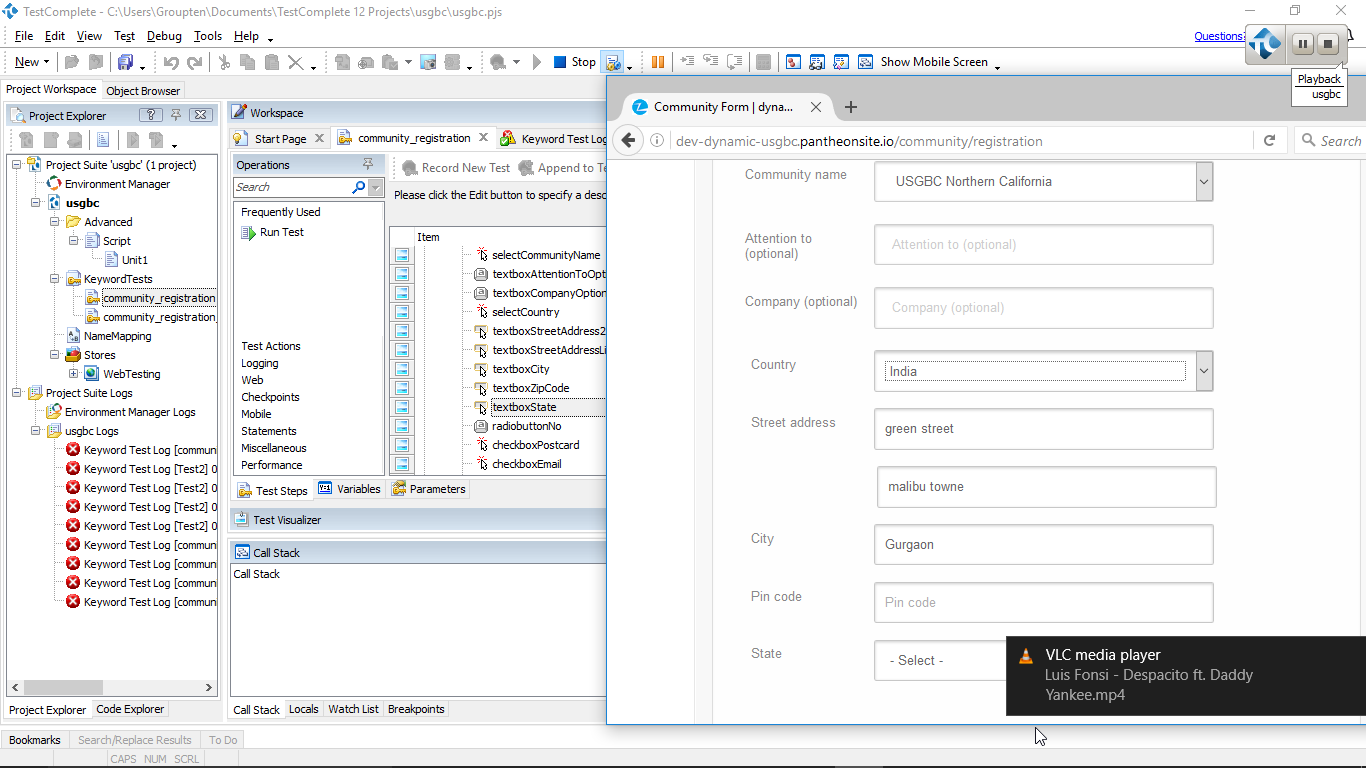 TestComplete - C:\Users\Groupten\Documents\TestComplete 12 Projects\usgbc\usgbc.pjs
File Edit View Test Debug Tools Help
Questions?
New
Stop
Show Mobile Screen
Playback
usgbc
Project Workspace Object Browser
Project Explorer
Project Suite 'usgbc' (1 project)
Environment Manager
usgbc
Advanced
Script
Unit1
KeywordTests
community_registration
community_registration_
NameMapping
Stores
WebTesting
Project Suite Logs
Environment Manager Logs
usgbc Logs
Keyword Test Log [commun
Keyword Test Log [Test2] 0
Keyword Test Log [Test2] 0
Keyword Test Log [Test2] 0
Keyword Test Log [Test2] 0
Keyword Test Log [commun
Keyword Test Log [commun
Keyword Test Log [commun
Keyword Test Log [commun
Project Explorer Code Explorer
Workspace
Start Page community_registration Keyword Test Log
Operations
Search
Frequently Used
Run Test
Test Actions
Logging
Web
Checkpoints
Mobile
Statements
Miscellaneous
Performance
Record New Test Append to Te
Please click the Edit button to specify a desc
Item
selectCommunityName
textboxAttentionToOpt
textboxCompanyOption
selectCountry
textboxStreetAddress2
textboxStreetAddressLi
textboxCity
textboxZipCode
textboxState
radiobuttonNo
checkboxPostcard
checkboxEmail
Test Steps Variables Parameters
Test Visualizer
Call Stack
Call Stack
Call Stack Locals Watch List Breakpoints
Bookmarks Search/Replace Results To Do
CAPS NUM SCRL
Community Form | dyna...
dev-dynamic-usgbc.pantheonsite.io/community/registration
Search
Community name
USGBC Northern California
Attention to
(optional)
Attention to (optional)
Company (optional)
Company (optional)
Country
India
Street address
green street
malibu towne
City
Gurgaon
Pin code
Pin code
State
- Select -
VLC media player
Luis Fonsi - Despacito ft. Daddy
Yankee.mp4